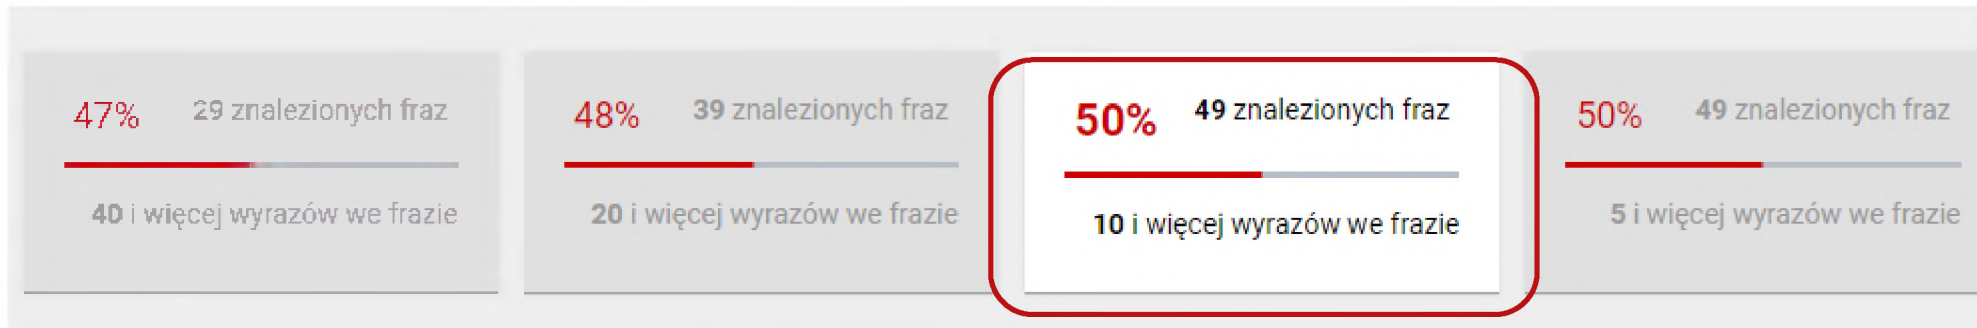 47% 29 znalezionych fraz
40 i więcej wyrazów we frazie
48% 39 znalezionych fraz
20 i więcej wyrazów we frazie
50% 49 znalezionych fraz
10 i więcej wyrazów we frazie
50% 49 znalezionych fraz
5 i więcej wyrazów we frazie